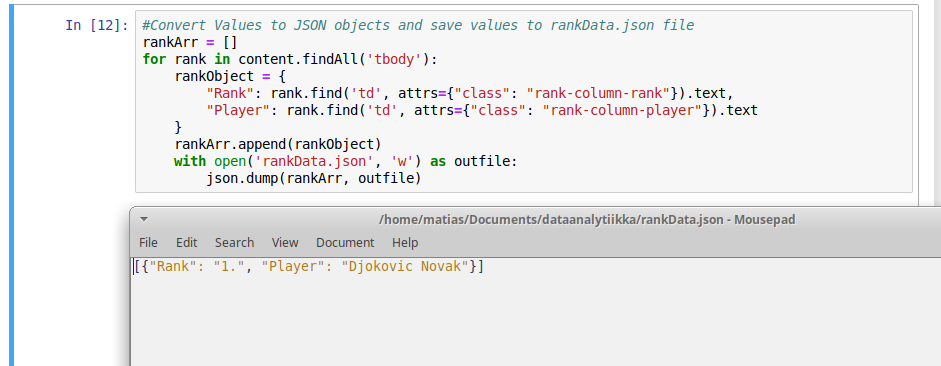 In [12]: #Convert Values to JSON objects and save values to rankData.json file
rankArr = []
for rank in content.findAll('tbody'):
    rankObject = {
        "Rank": rank.find('td', attrs={"class": "rank-column-rank"}).text,
        "Player": rank.find('td', attrs={"class": "rank-column-player"}).text
    }
    rankArr.append(rankObject)
    with open('rankData.json', 'w') as outfile:
        json.dump(rankArr, outfile)
/home/matias/Documents/dataanalytiikka/rankData.json - Mousepad
File Edit Search View Document Help
[{"Rank": "1.", "Player": "Djokovic Novak"}]